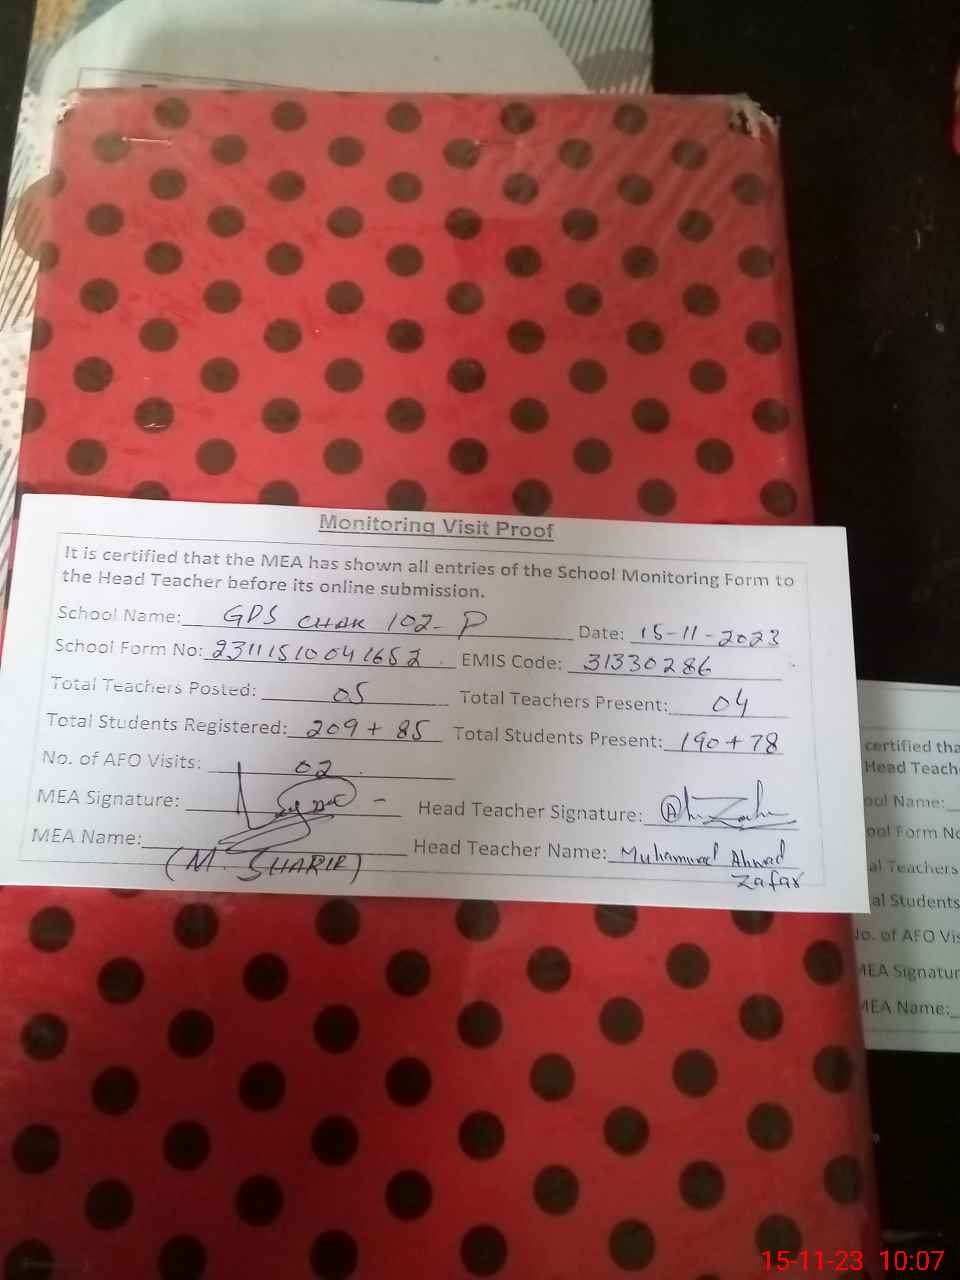 Monitoring Visit Proof
It is certified that the MEA has shown all entries of the School Monitoring Form to
the Head Teacher before its online submission.
School Name: GPS CHAK 102-P Date: 15-11-2023
School Form No: 23111510041652 EMIS Code: 31330286
Total Teachers Posted: 05 Total Teachers Present: 04
Total Students Registered: 209 + 85 Total Students Present: 190 + 78
No. of AFO Visits: 02
MEA Signature: Head Teacher Signature:
MEA Name: (M. SHARIF) Head Teacher Name: Muhammad Ahmad
Zafar
certified tha
Head Teach
ool Name:
ool Form No
al Teachers
al Students
No. of AFO Vis
MEA Signatur
MEA Name:
15-11-23 10:07